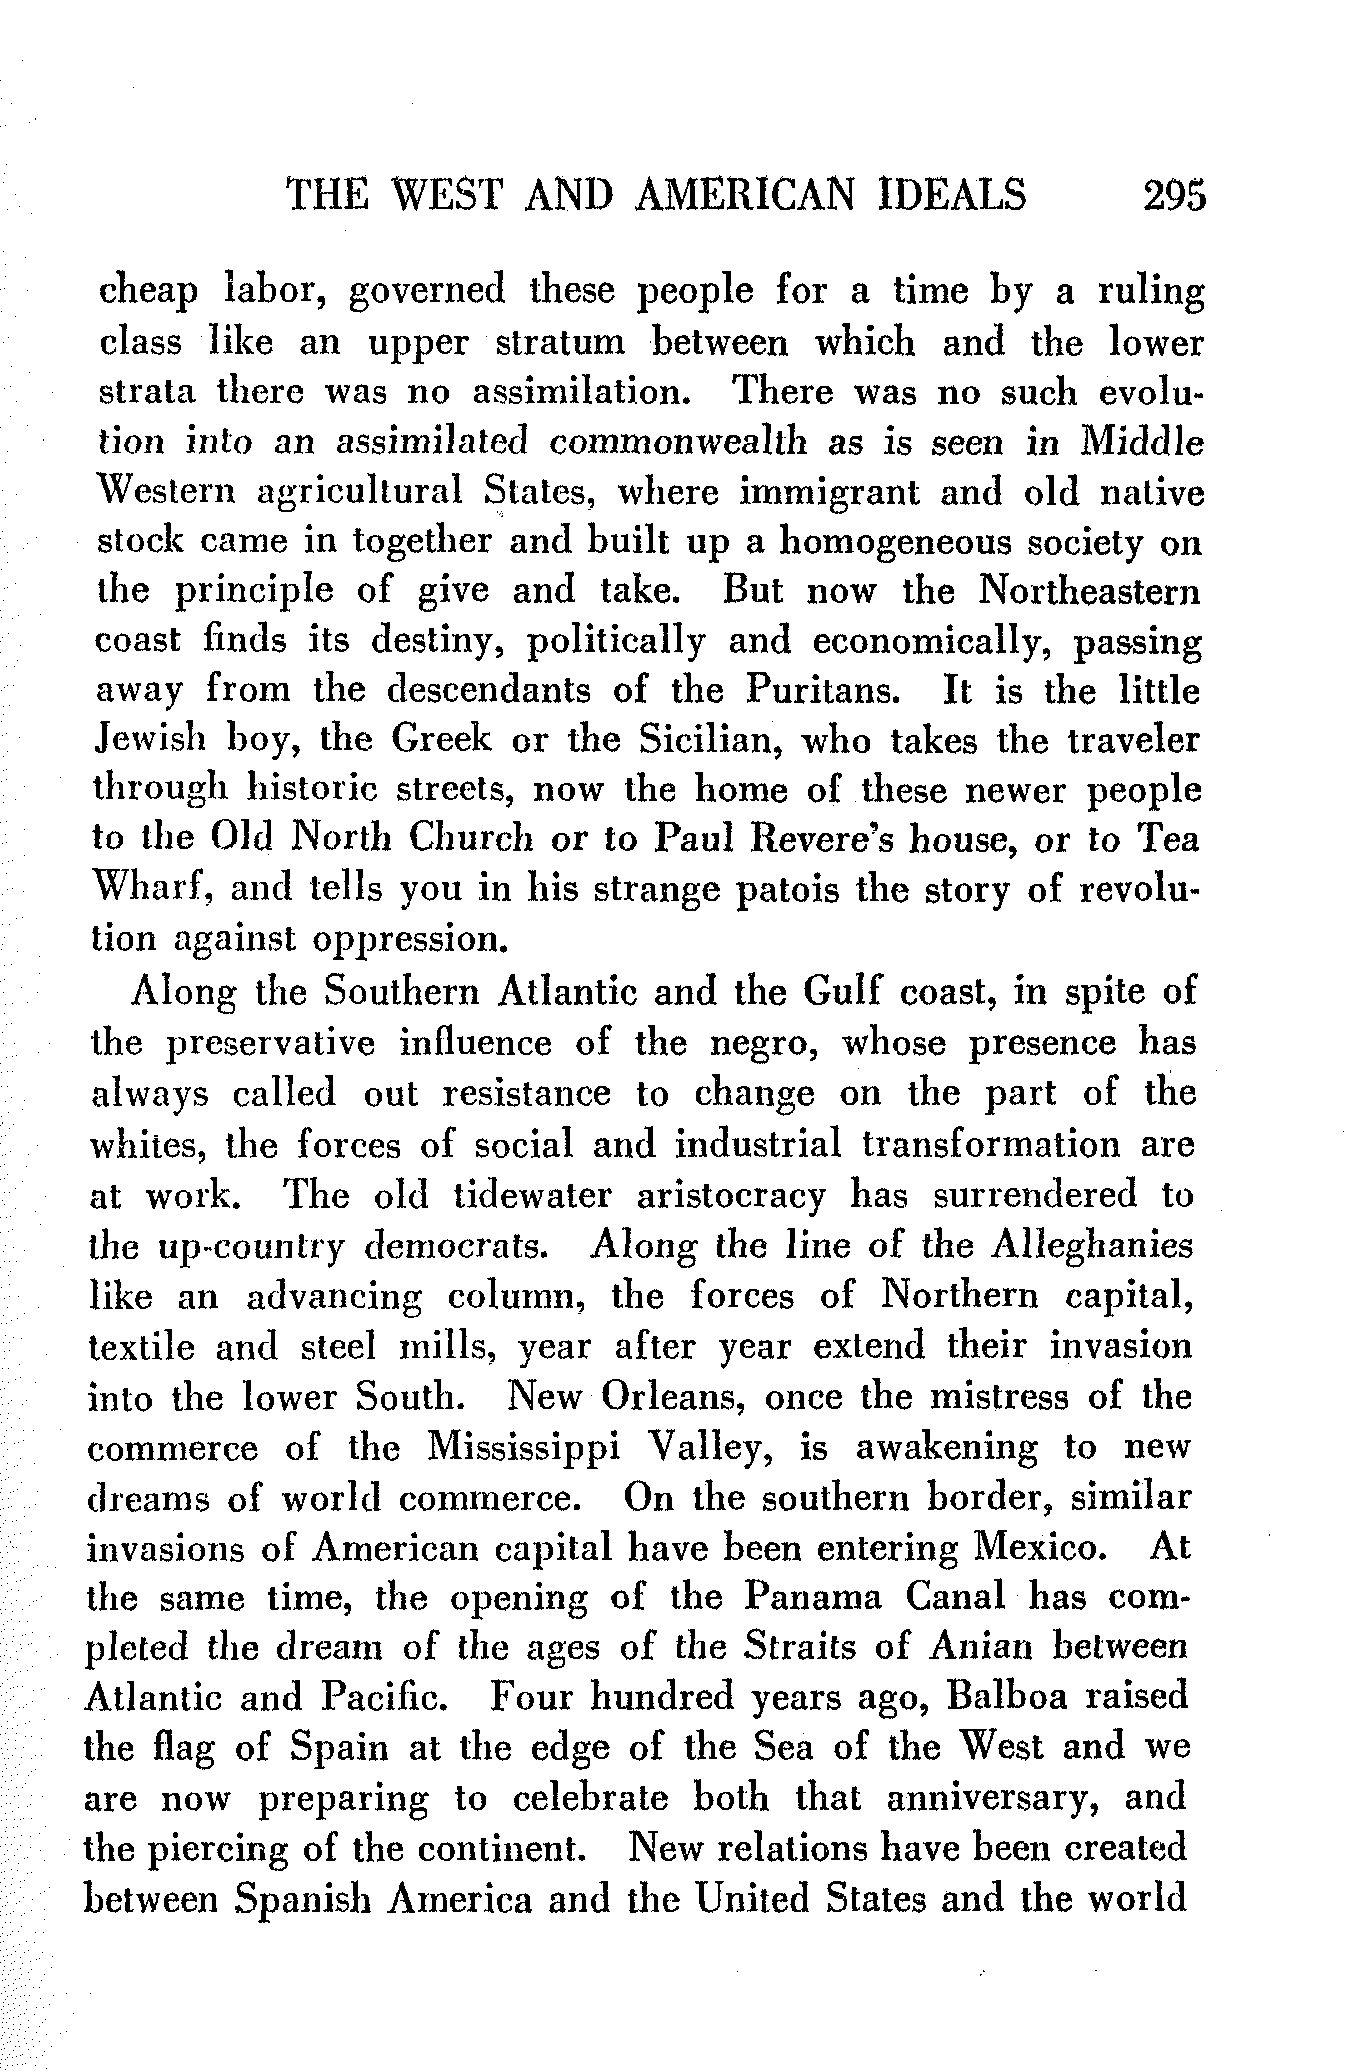 THE WEST AND AMERICAN IDEALS 295
cheap labor, governed these people for a time by a ruling
class like an upper stratum between which and the lower
strata there was no assimilation. There was no such evolu-
tion into an assimilated commonwealth as is seen in Middle
Western agricultural States, where immigrant and old native
stock came in together and built up a homogeneous society on
the principle of give and take. But now the Northeastern
coast finds its destiny, politically and economically, passing
away from the descendants of the Puritans. It is the little
Jewish boy, the Greek or the Sicilian, who takes the traveler
through historic streets, now the home of these newer people
to the Old North Church or to Paul Revere's house, or to Tea
Wharf, and tells you in his strange patois the story of revolu-
tion against oppression.
Along the Southern Atlantic and the Gulf coast, in spite of
the preservative influence of the negro, whose presence has
always called out resistance to change on the part of the
whites, the forces of social and industrial transformation are
at work. The old tidewater aristocracy has surrendered to
the up-country democrats. Along the line of the Alleghanies
like an advancing column, the forces of Northern capital,
textile and steel mills, year after year extend their invasion
into the lower South. New Orleans, once the mistress of the
commerce of the Mississippi Valley, is awakening to new
dreams of world commerce. On the southern border, similar
invasions of American capital have been entering Mexico. At
the same time, the opening of the Panama Canal has com-
pleted the dream of the ages of the Straits of Anian between
Atlantic and Pacific. Four hundred years ago, Balboa raised
the flag of Spain at the edge of the Sea of the West and we
are now preparing to celebrate both that anniversary, and
the piercing of the continent. New relations have been created
between Spanish America and the United States and the world